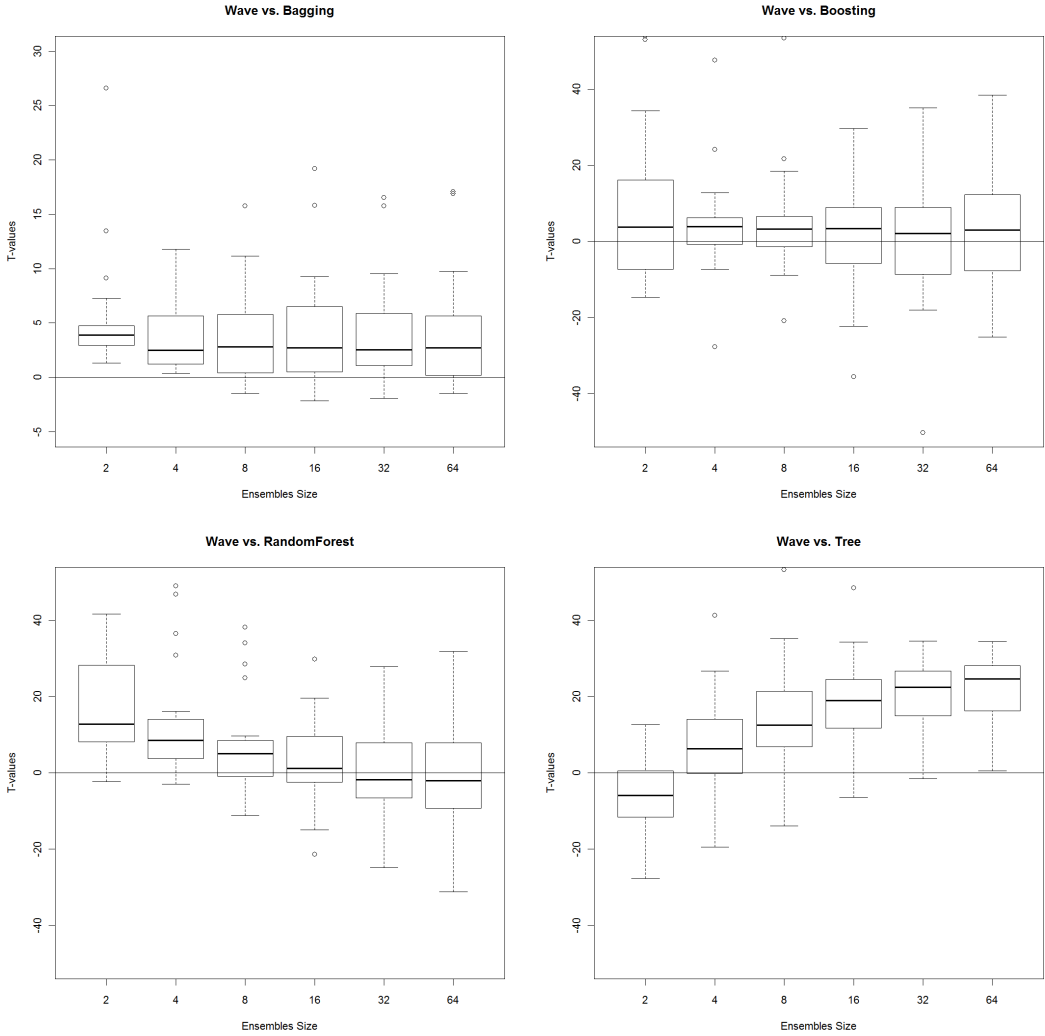 Wave vs. Bagging
T-values
30
25
20
15
10
5
0
-5
2 4 8 16 32 64
Ensembles Size
Wave vs. Boosting
T-values
40
20
0
-20
-40
2 4 8 16 32 64
Ensembles Size
Wave vs. RandomForest
T-values
40
20
0
-20
-40
2 4 8 16 32 64
Ensembles Size
Wave vs. Tree
T-values
40
20
0
-20
-40
2 4 8 16 32 64
Ensembles Size